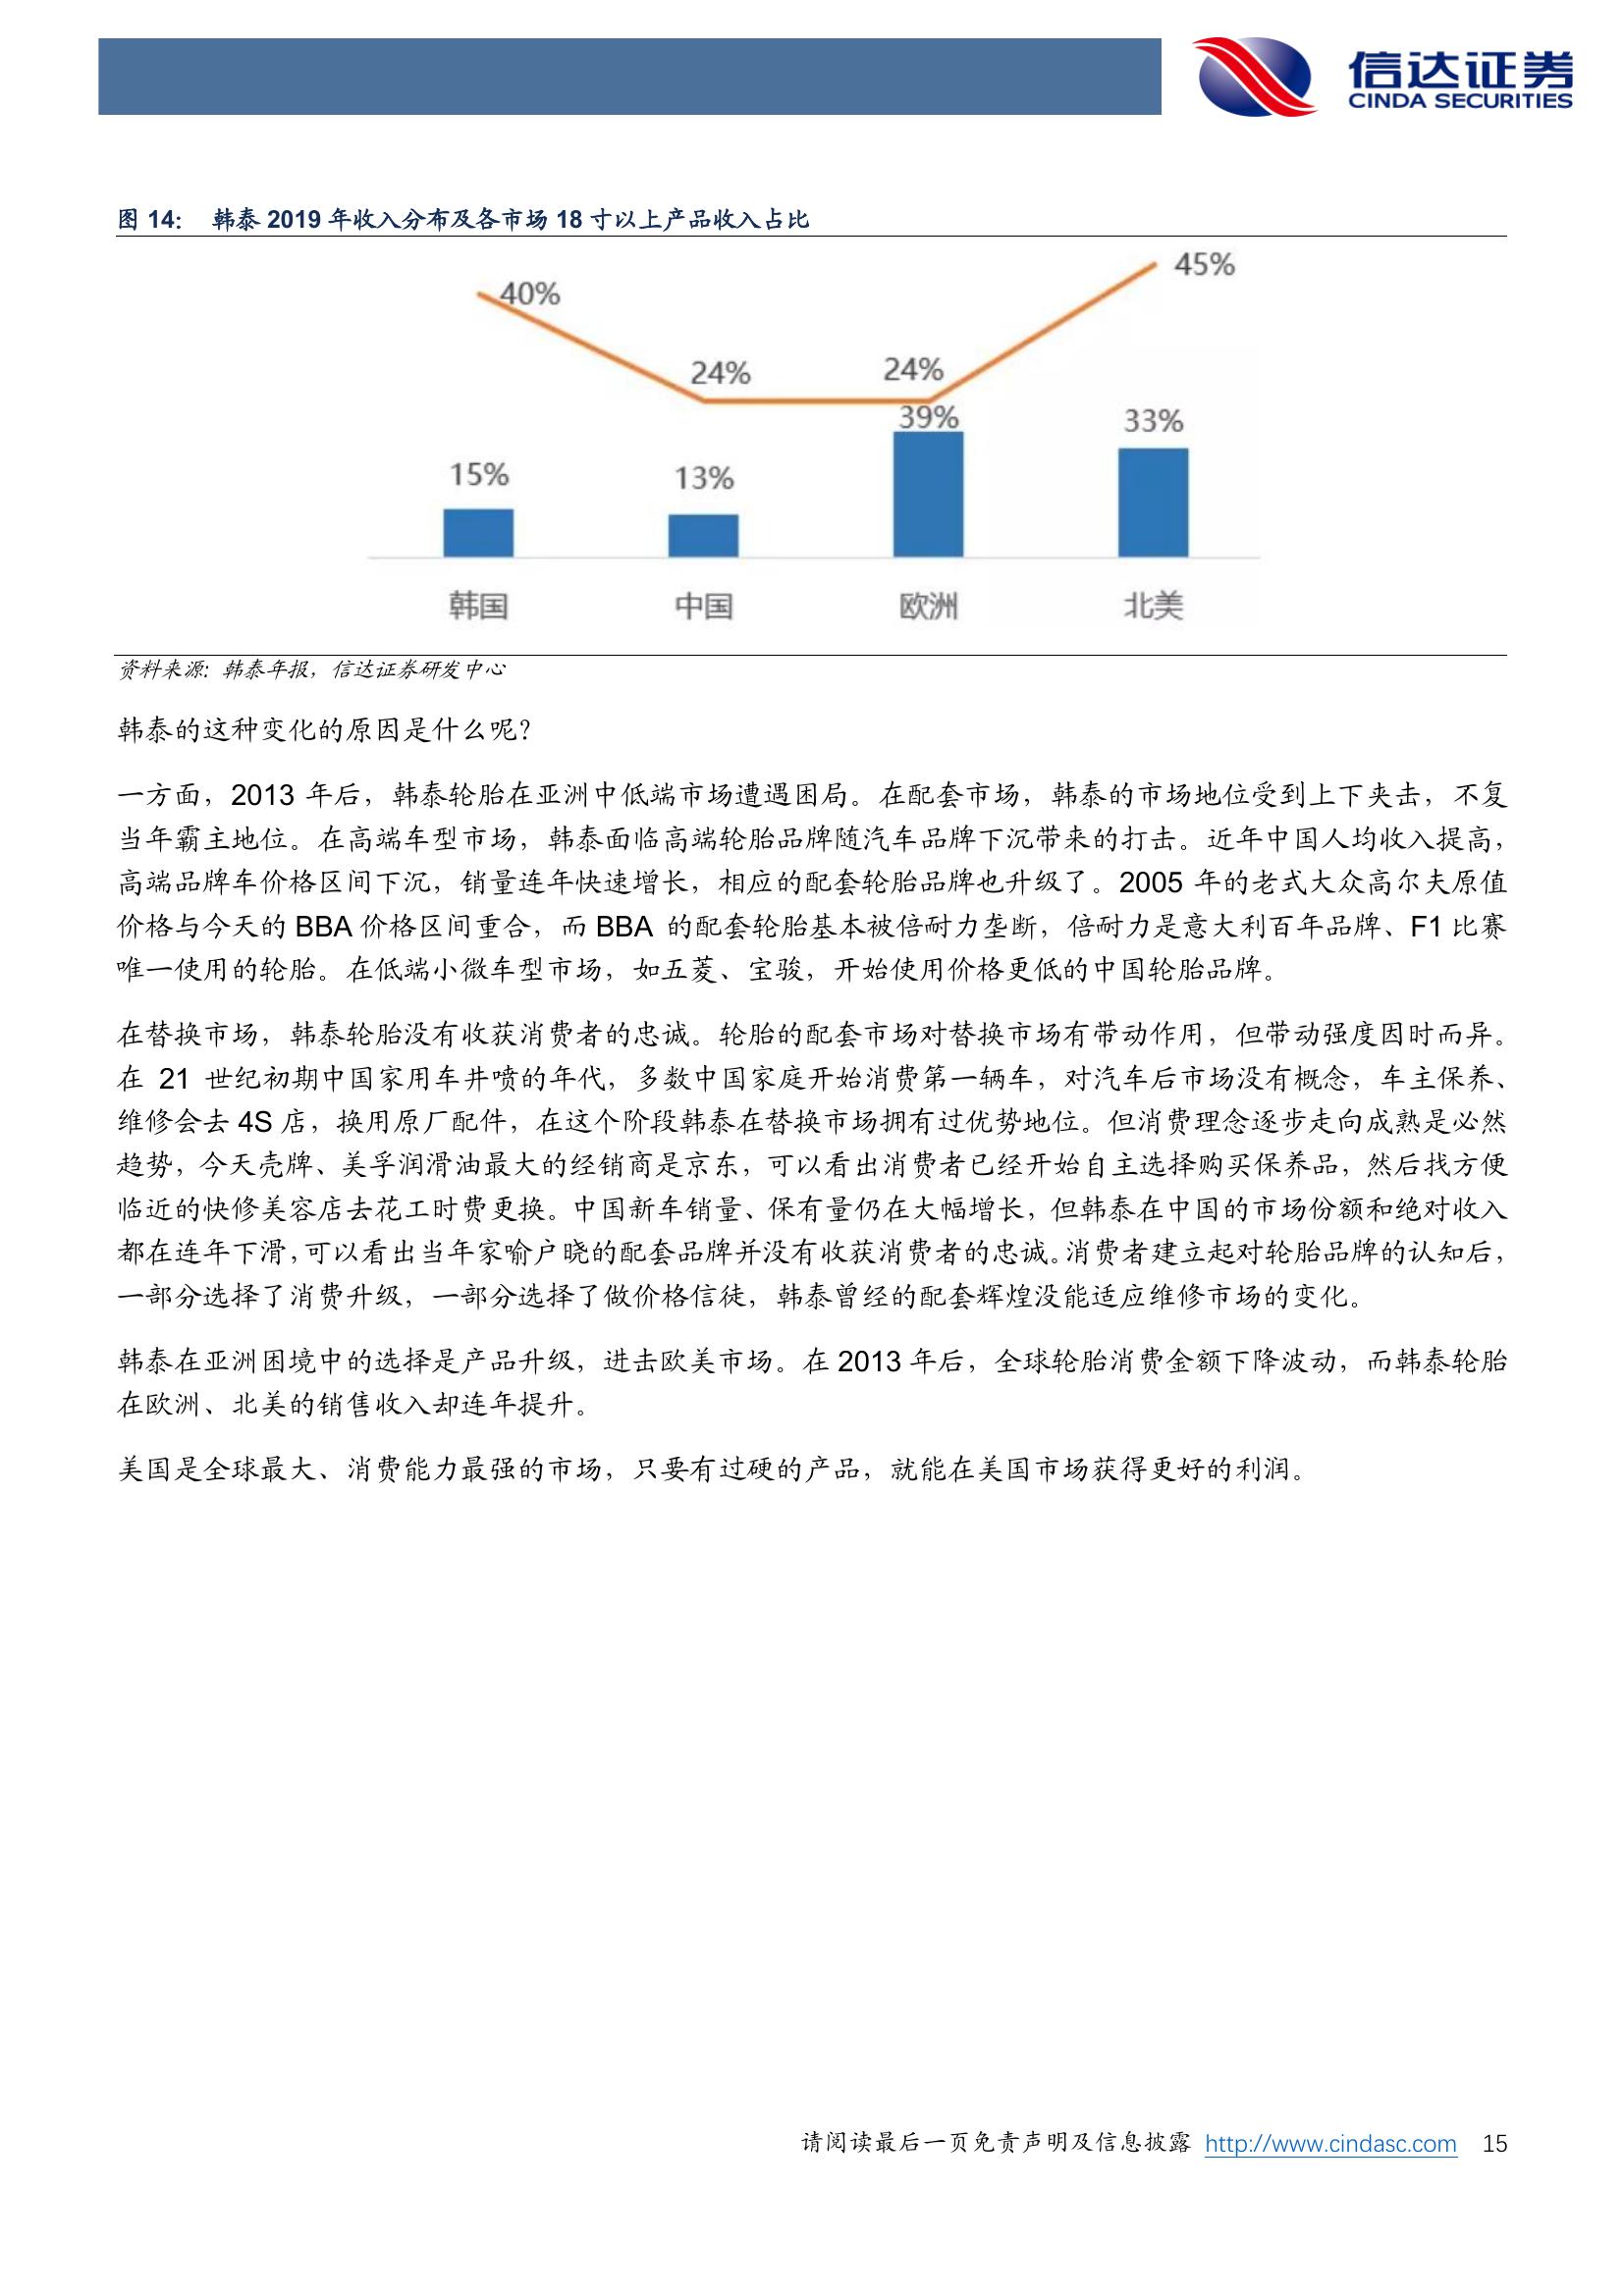 信达证券
CINDA SECURITIES
图 14： 韩泰 2019 年收入分布及各市场 18 寸以上产品收入占比
45%
40%
24%
24%
39%
33%
15%
13%
韩国 中国 欧洲 北美
资料来源: 韩泰年报，信达证券研发中心
韩泰的这种变化的原因是什么呢？
一方面，2013 年后，韩泰轮胎在亚洲中低端市场遭遇困局。在配套市场，韩泰的市场地位受到上下夹击，不复
当年霸主地位。在高端车型市场，韩泰面临高端轮胎品牌随汽车品牌下沉带来的打击。近年中国人均收入提高，
高端品牌车价格区间下沉，销量连年快速增长，相应的配套轮胎品牌也升级了。2005 年的老式大众高尔夫原值
价格与今天的 BBA 价格区间重合，而 BBA 的配套轮胎基本被倍耐力垄断，倍耐力是意大利百年品牌、F1 比赛
唯一使用的轮胎。在低端小微车型市场，如五菱、宝骏，开始使用价格更低的中国轮胎品牌。
在替换市场，韩泰轮胎没有收获消费者的忠诚。轮胎的配套市场对替换市场有带动作用，但带动强度因时而异。
在 21 世纪初期中国家用车井喷的年代，多数中国家庭开始消费第一辆车，对汽车后市场没有概念，车主保养、
维修会去 4S 店，换用原厂配件，在这个阶段韩泰在替换市场拥有过优势地位。但消费理念逐步走向成熟是必然
趋势，今天壳牌、美孚润滑油最大的经销商是京东，可以看出消费者已经开始自主选择购买保养品，然后找方便
临近的快修美容店去花工时费更换。中国新车销量、保有量仍在大幅增长，但韩泰在中国的市场份额和绝对收入
都在连年下滑，可以看出当年家喻户晓的配套品牌并没有收获消费者的忠诚。消费者建立起对轮胎品牌的认知后，
一部分选择了消费升级，一部分选择了做价格信徒，韩泰曾经的配套辉煌没能适应维修市场的变化。
韩泰在亚洲困境中的选择是产品升级，进去欧美市场。在 2013 年后，全球轮胎消费金额下降波动，而韩泰轮胎
在欧洲、北美的销售收入却连年提升。
美国是全球最大、消费能力最强的市场，只要有过硬的产品，就能在美国市场获得更好的利润。
请阅读最后一页免责声明及信息披露 http://www.cindasc.com 15